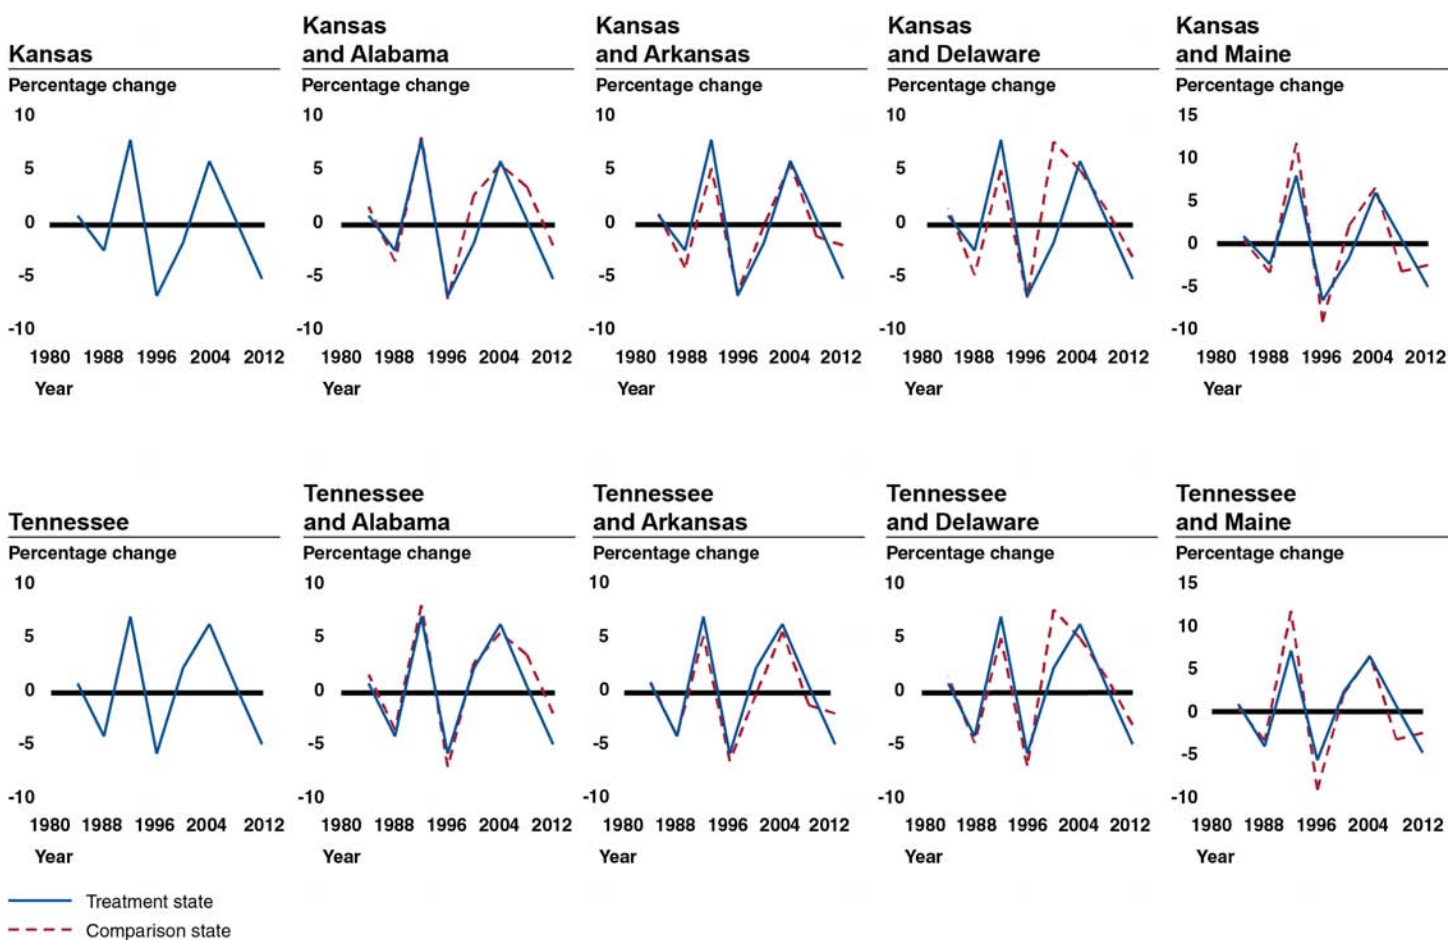 Kansas
Percentage change
10
5
0
-5
-10
1980 1988 1996 2004 2012
Year
Kansas
and Alabama
Percentage change
10
5
0
-5
-10
1980 1988 1996 2004 2012
Year
Kansas
and Arkansas
Percentage change
10
5
0
-5
-10
1980 1988 1996 2004 2012
Year
Kansas
and Delaware
Percentage change
10
5
0
-5
-10
1980 1988 1996 2004 2012
Year
Kansas
and Maine
Percentage change
15
10
5
0
-5
-10
1980 1988 1996 2004 2012
Year
Tennessee
Percentage change
10
5
0
-5
-10
1980 1988 1996 2004 2012
Year
Tennessee
and Alabama
Percentage change
10
5
0
-5
-10
1980 1988 1996 2004 2012
Year
Tennessee
and Arkansas
Percentage change
10
5
0
-5
-10
1980 1988 1996 2004 2012
Year
Tennessee
and Delaware
Percentage change
10
5
0
-5
-10
1980 1988 1996 2004 2012
Year
Tennessee
and Maine
Percentage change
15
10
5
0
-5
-10
1980 1988 1996 2004 2012
Year
Treatment state
Comparison state